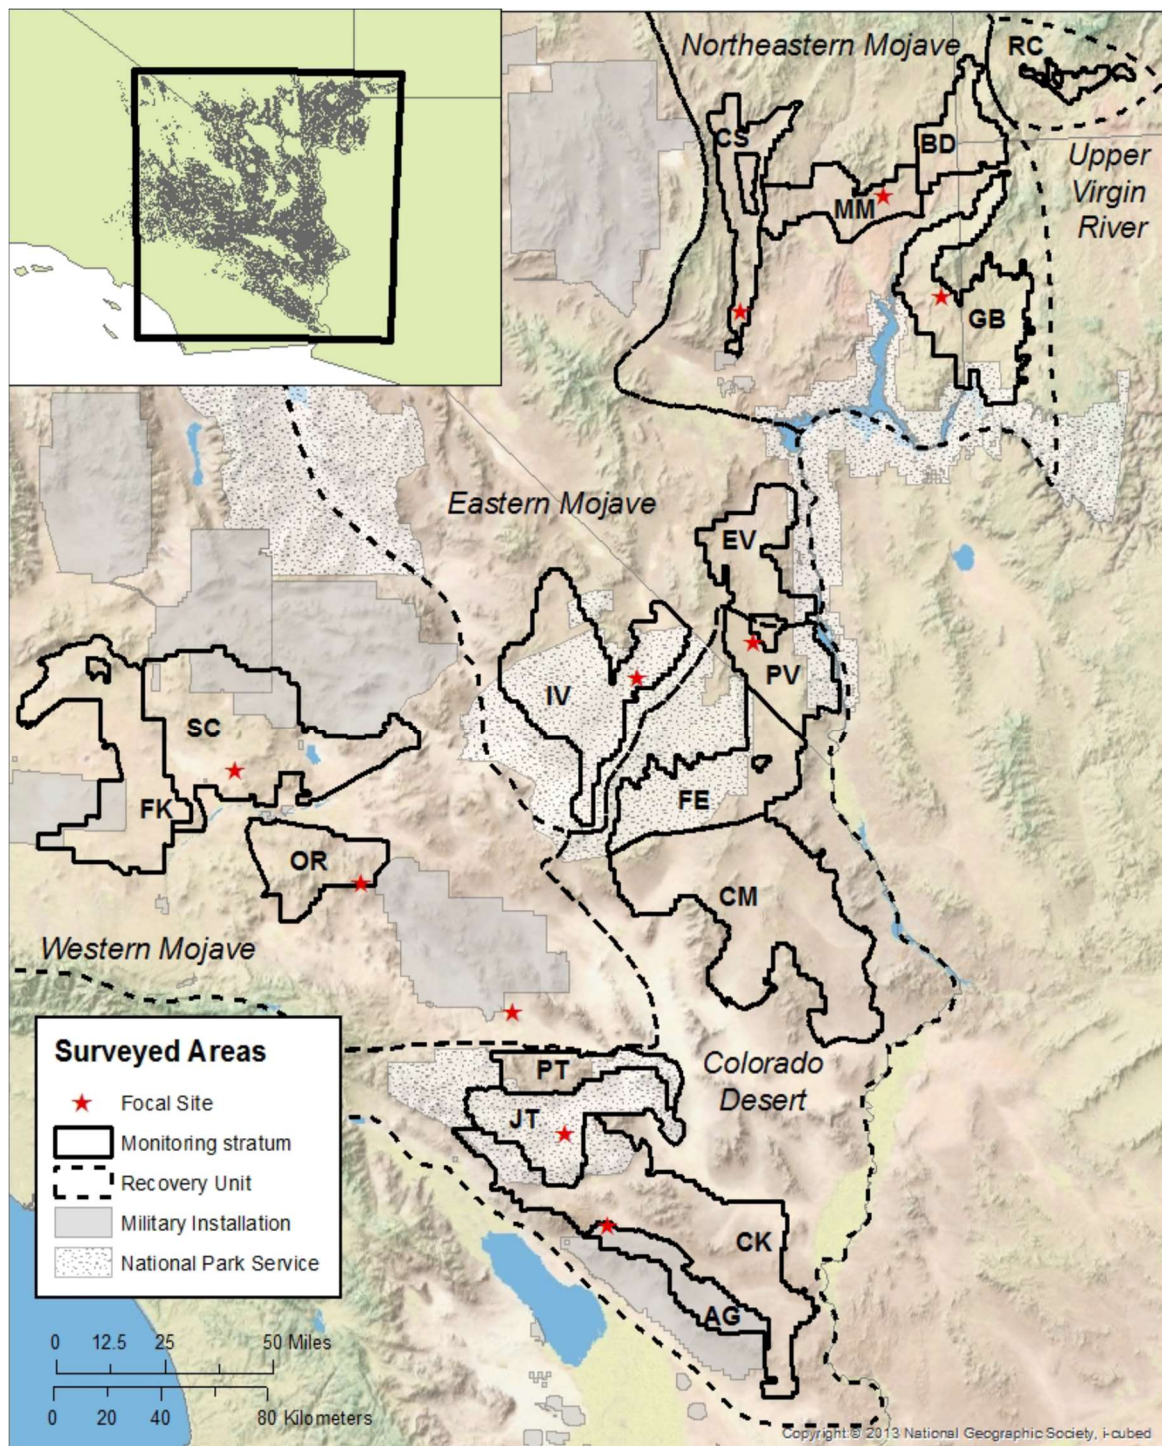 Northeastern Mojave
RC
CS
BD
Upper
Virgin
River
MM
GB
Eastern Mojave
EV
PV
IV
SC
FE
FK
OR
CM
Western Mojave
Colorado
Desert
PT
JT
CK
AG
Surveyed Areas
Focal Site
Monitoring stratum
Recovery Unit
Military Installation
National Park Service
0 12.5 25 50 Miles
0 20 40 80 Kilometers
Copyright:© 2013 National Geographic Society, i-cubed